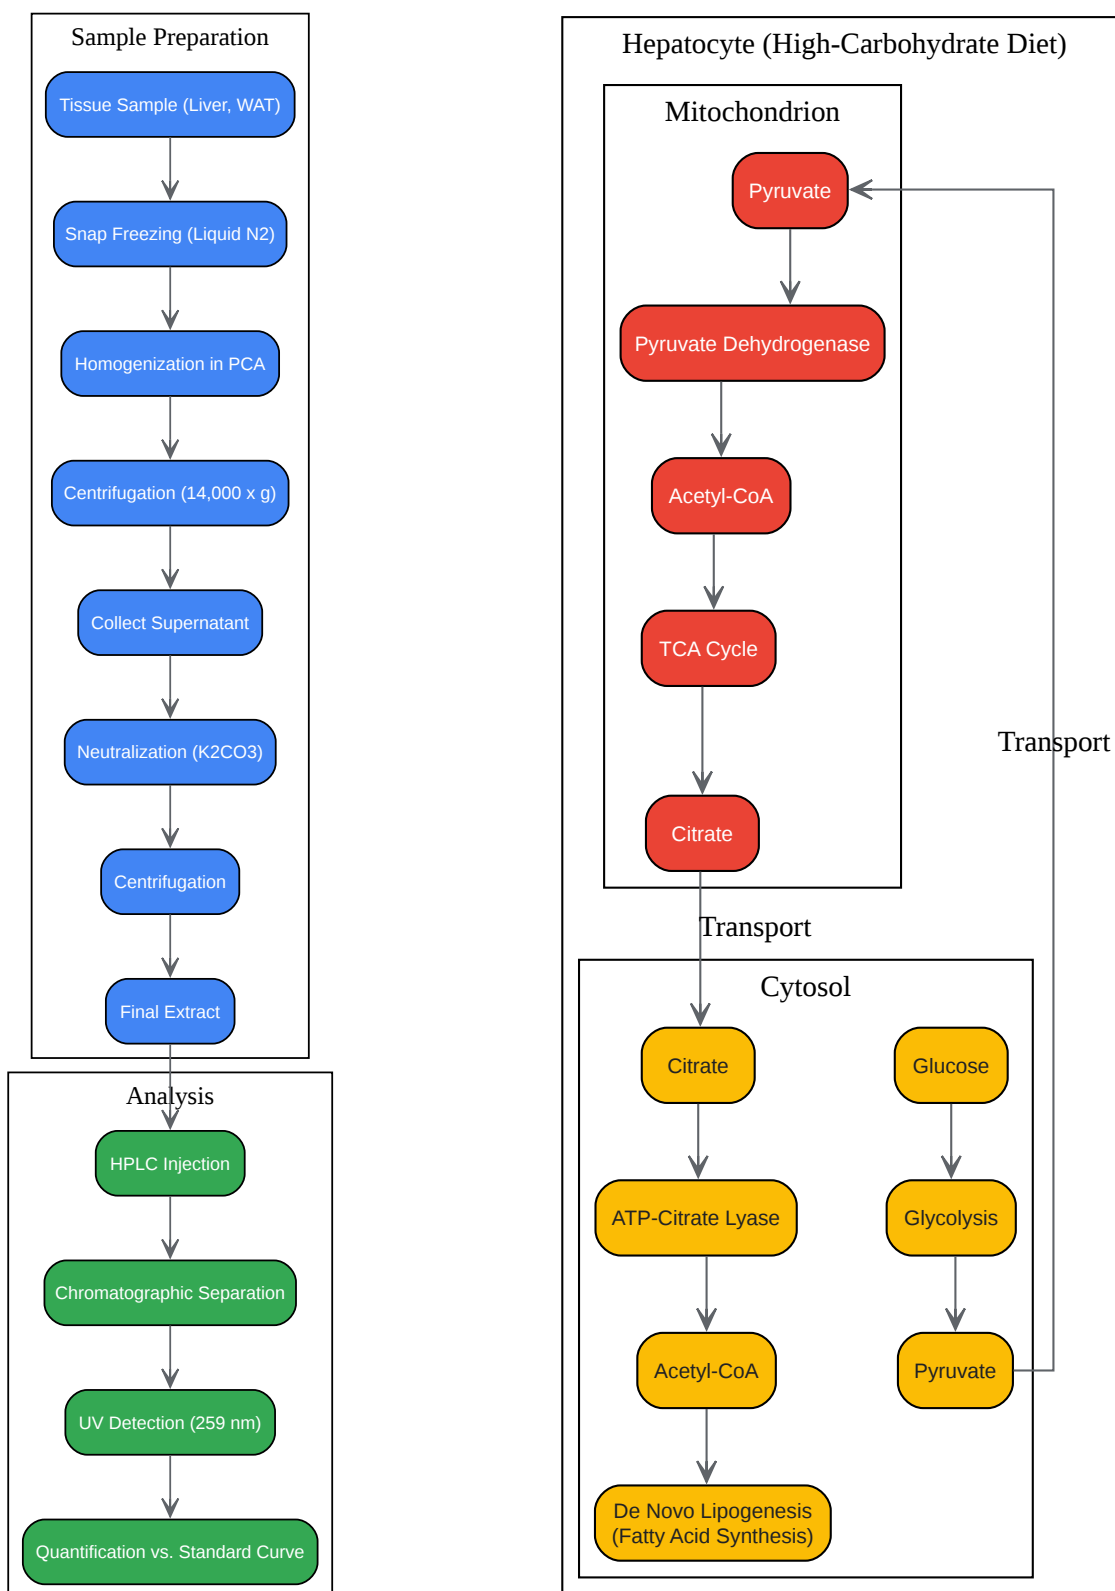 Sample Preparation
Tissue Sample (Liver, WAT)
Snap Freezing (Liquid N2)
Homogenization in PCA
Centrifugation (14,000 x g)
Collect Supernatant
Neutralization (K2CO3)
Centrifugation
Final Extract
Analysis
HPLC Injection
Chromatographic Separation
UV Detection (259 nm)
Quantification vs. Standard Curve
Hepatocyte (High-Carbohydrate Diet)
Mitochondrion
Pyruvate
Pyruvate Dehydrogenase
Acetyl-CoA
TCA Cycle
Citrate
Transport
Transport
Cytosol
Citrate
ATP-Citrate Lyase
Acetyl-CoA
De Novo Lipogenesis
(Fatty Acid Synthesis)
Glucose
Glycolysis
Pyruvate